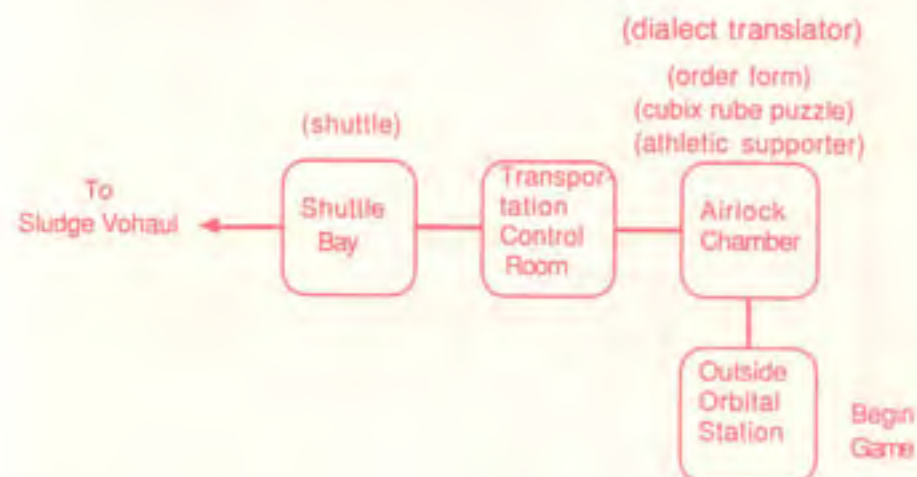 (dialect translator)
(order form)
(cubix rube puzzle)
(athletic supporter)
(shuttle)
To
Sludge Vohaul
Shuttle
Bay
Transpor-
tation
Control
Room
Airlock
Chamber
Outside
Orbital
Station
Begin
Game